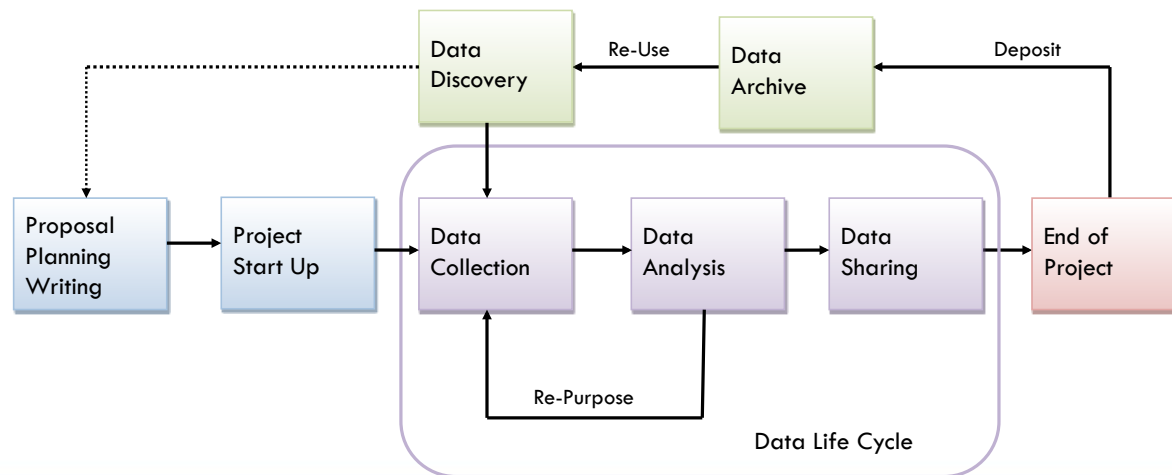 Data
Discovery
Re-Use
Data
Archive
Deposit
Proposal
Planning
Writing
Project
Start Up
Data
Collection
Data
Analysis
Data
Sharing
End of
Project
Re-Purpose
Data Life Cycle